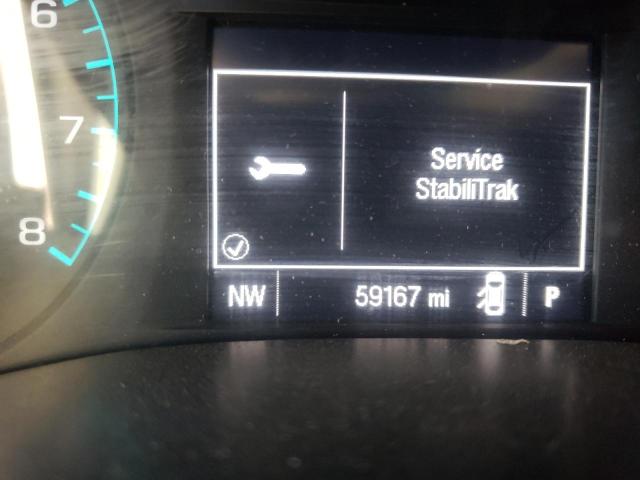 6
7
8
Service
StabiliTrak
NW 59167 mi P